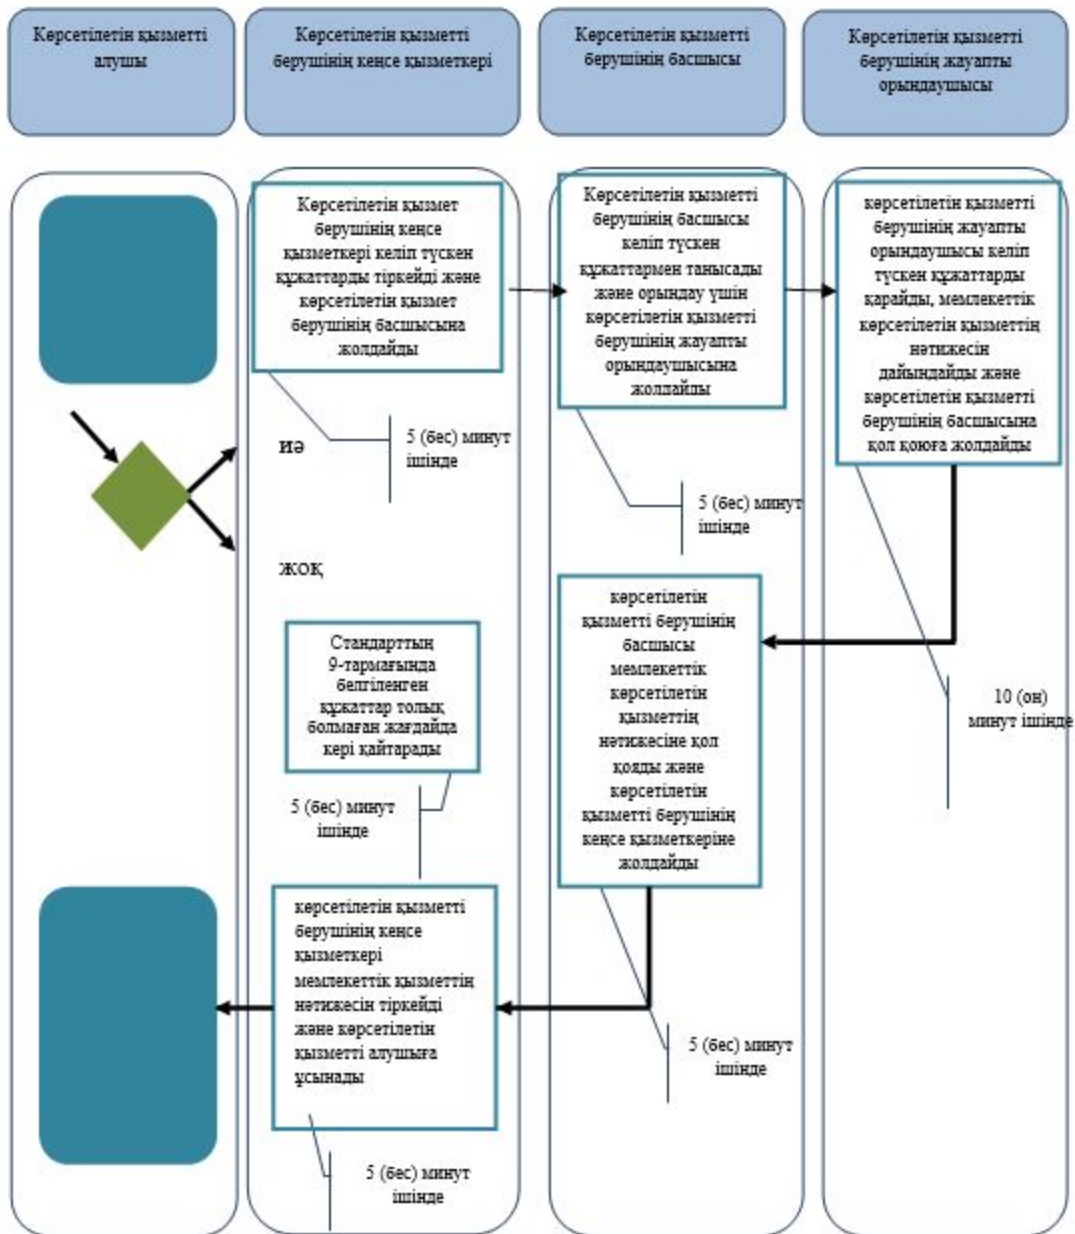 Көрсетілетін қызметті
алушы
Көрсетілетін қызметті
берушінің кеңсе қызметкері
Көрсетілетін қызметті
берушінің басшысы
Көрсетілетін қызметті
берушінің жауапты
орындаушысы
Көрсетілетін қызмет
берушінің кеңсе
қызметкері келіп түскен
құжаттарды тіркейді және
көрсетілетін қызмет
берушінің басшысына
жолдайды
Көрсетілетін қызметті
берушінің басшысы
келіп түскен
құжаттармен танысады
және орындау үшін
көрсетілетін қызметті
берушінің жауапты
орындаушысына
жолдайды
көрсетілетін қызметті
берушінің жауапты
орындаушысы келіп
түскен құжаттарды
қарайды, мемлекеттік
көрсетілетін қызметтің
нәтижесін
дайындайды және
көрсетілетін қызметті
берушінің басшысына
қол қоюға жолдайды
иә
5 (бес) минут
ішінде
5 (бес) минут
ішінде
жоқ
Стандарттың
9-тармағында
белгіленген
құжаттар толық
болмаған жағдайда
кері қайтарады
көрсетілетін
қызметті берушінің
басшысы
мемлекеттік
көрсетілетін
қызметтің
нәтижесіне қол
қояды және
көрсетілетін
қызметті берушінің
кеңсе қызметкеріне
жолдайды
10 (он)
минут ішінде
5 (бес) минут
ішінде
көрсетілетін қызметті
берушінің кеңсе
қызметкері
мемлекеттік қызметтің
нәтижесін тіркейді
және көрсетілетін
қызметті алушыға
ұсынады
5 (бес) минут
ішінде
5 (бес) минут
ішінде